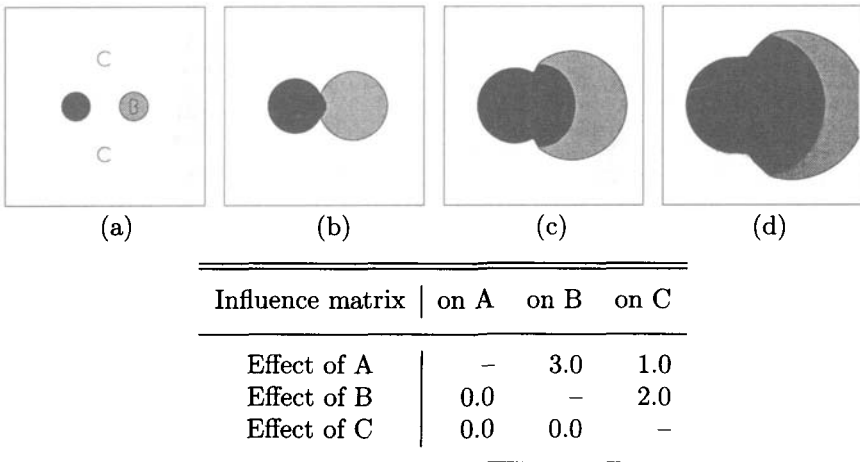 C
B
C
(a) (b) (c) (d)
Influence matrix on A on B on C
Effect of A – 3.0 1.0
Effect of B 0.0 – 2.0
Effect of C 0.0 0.0 –